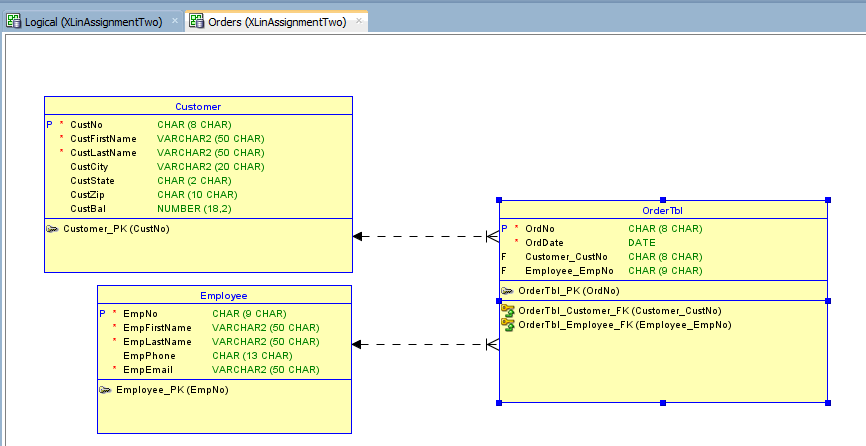 Logical (XLinAssignmentTwo) × Orders (XLinAssignmentTwo) ×
Customer
P * CustNo CHAR (8 CHAR)
* CustFirstName VARCHAR2 (50 CHAR)
* CustLastName VARCHAR2 (50 CHAR)
CustCity VARCHAR2 (20 CHAR)
CustState CHAR (2 CHAR)
CustZip CHAR (10 CHAR)
CustBal NUMBER (18,2)
Customer_PK (CustNo)
Employee
P * EmpNo CHAR (9 CHAR)
* EmpFirstName VARCHAR2 (50 CHAR)
* EmpLastName VARCHAR2 (50 CHAR)
EmpPhone CHAR (13 CHAR)
* EmpEmail VARCHAR2 (50 CHAR)
Employee_PK (EmpNo)
OrderTbl
P * OrdNo CHAR (8 CHAR)
* OrdDate DATE
F Customer_CustNo CHAR (8 CHAR)
F Employee_EmpNo CHAR (9 CHAR)
OrderTbl_PK (OrdNo)
OrderTbl_Customer_FK (Customer_CustNo)
OrderTbl_Employee_FK (Employee_EmpNo)